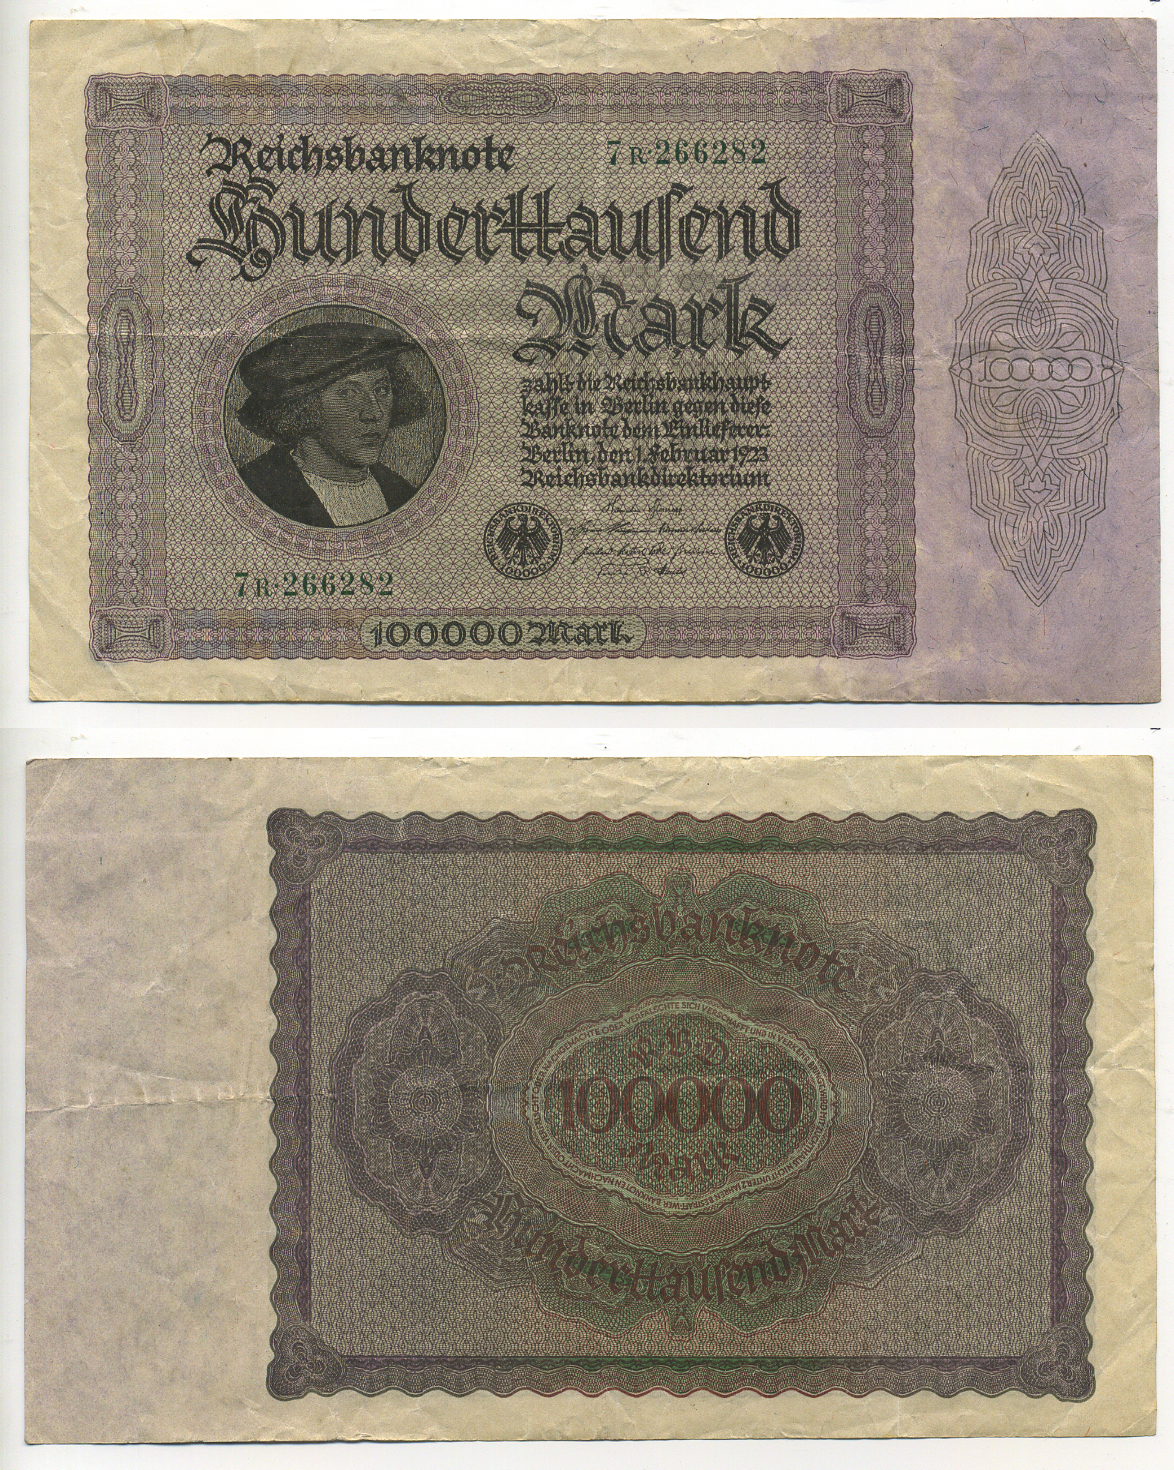 Reichsbanknote
7R·266282
Hunderttausend
Mark
zahlt die Reichsbankhaupt-
kasse in Berlin gegen diese
Banknote dem Einlieferer.
Berlin, den 1. Februar 1923
Reichsbankdirektorium
7R·266282
100000 Mark
100000
Reichsbanknote
R.B.D.
100000
Mark
Hunderttausend Mark